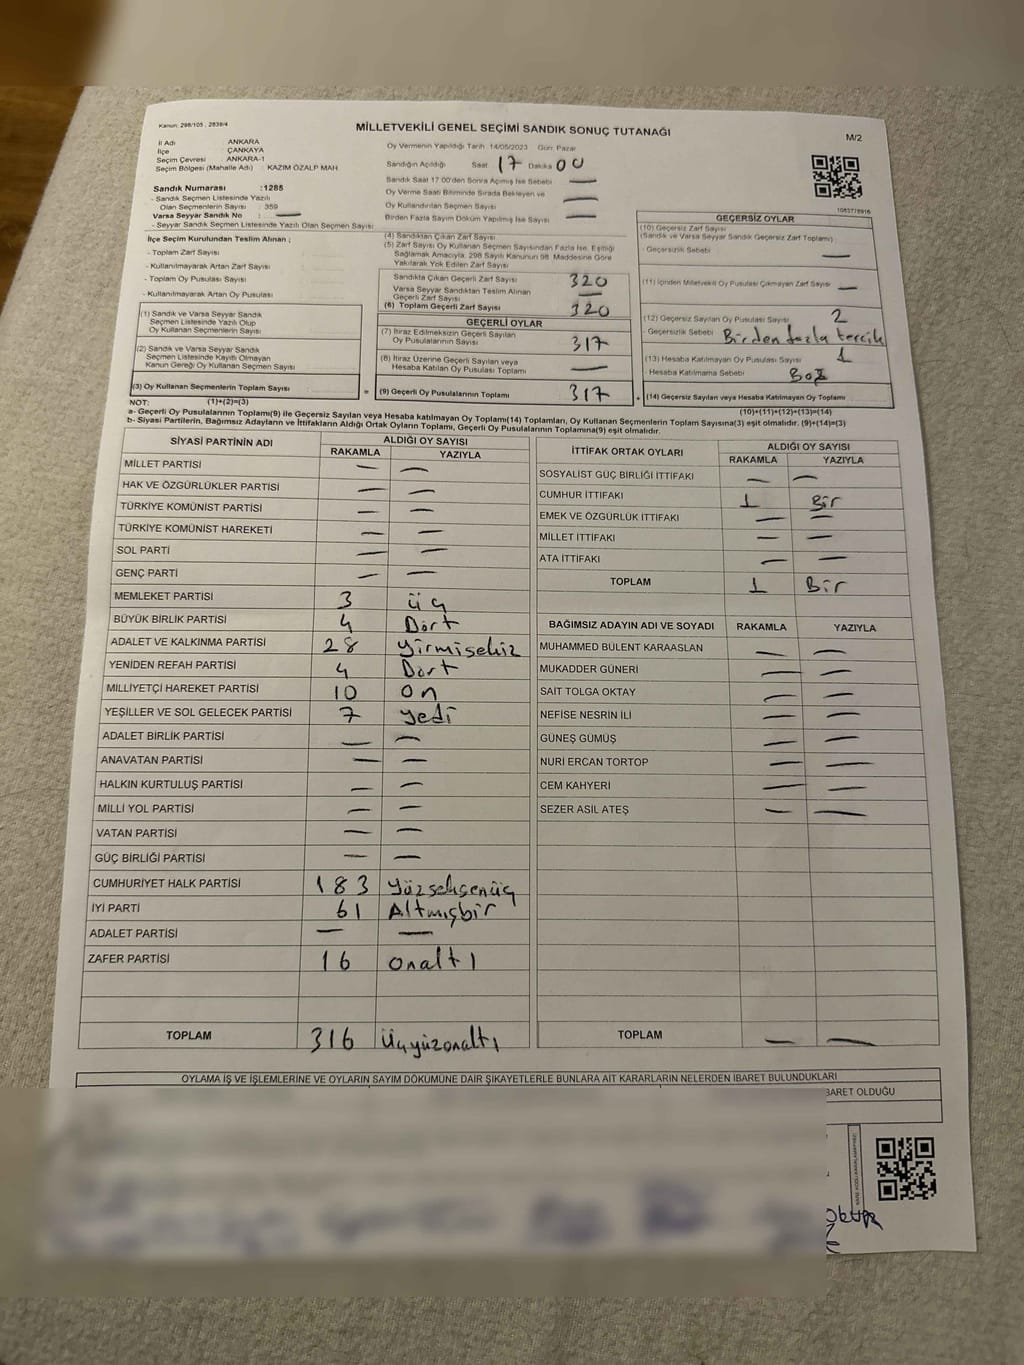 Kanun: 298/105 , 2839/4
MİLLETVEKİLİ GENEL SEÇİMİ SANDIK SONUÇ TUTANAĞI
M/2
İl Adı ANKARA
İlçe ÇANKAYA
Seçim Çevresi ANKARA-1
Seçim Bölgesi (Mahalle Adı) : KAZIM ÖZALP MAH
Sandık Numarası :1285
- Sandık Seçmen Listesinde Yazılı
Olan Seçmenlerin Sayısı : 359
Varsa Seyyar Sandık No : —
- Seyyar Sandık Seçmen Listesinde Yazılı Olan Seçmen Sayısı
Oy Vermenin Yapıldığı Tarih 14/05/2023 Gün: Pazar
Sandığın Açıldığı Saat 17 Dakika 00
Sandık Saat 17.00'den Sonra Açılmış İse Sebebi —
Oy Verme Saati Bitiminde Sırada Bekleyen ve
Oy Kullandırılan Seçmen Sayısı —
Birden Fazla Sayım Döküm Yapılmış İse Sayısı —
İlçe Seçim Kurulundan Teslim Alınan ;
- Toplam Zarf Sayısı
- Kullanılmayarak Artan Zarf Sayısı
- Toplam Oy Pusulası Sayısı
- Kullanılmayarak Artan Oy Pusulası
(1) Sandık ve Varsa Seyyar Sandık
Seçmen Listesinde Yazılı Olup
Oy Kullanan Seçmenlerin Sayısı
(2) Sandık ve Varsa Seyyar Sandık
Seçmen Listesinde Kayıtlı Olmayan
Kanun Gereği Oy Kullanan Seçmen Sayısı
(3) Oy Kullanan Seçmenlerin Toplam Sayısı
(4) Sandıktan Çıkan Zarf Sayısı
(5) Zarf Sayısı Oy Kullanan Seçmen Sayısından Fazla İse, Eşitliği
Sağlamak Amacıyla; 298 Sayılı Kanunun 98. Maddesine Göre
Yakılarak Yok Edilen Zarf Sayısı
Sandıkta Çıkan Geçerli Zarf Sayısı 320
Varsa Seyyar Sandıktan Teslim Alınan
Geçerli Zarf Sayısı —
(6) Toplam Geçerli Zarf Sayısı 320
GEÇERLİ OYLAR
(7) İtiraz Edilmeksizin Geçerli Sayılan
Oy Pusulalarının Sayısı 317
(8) İtiraz Üzerine Geçerli Sayılan veya
Hesaba Katılan Oy Pusulası Toplamı —
= (9) Geçerli Oy Pusulalarının Toplamı 317
1083778916
GEÇERSİZ OYLAR
(10) Geçersiz Zarf Sayısı
(Sandık ve Varsa Seyyar Sandık Geçersiz Zarf Toplamı)
- Geçersizlik Sebebi —
(11) İçinden Milletvekili Oy Pusulası Çıkmayan Zarf Sayısı —
(12) Geçersiz Sayılan Oy Pusulası Sayısı 2
- Geçersizlik Sebebi Birden fazla tercih
(13) Hesaba Katılmayan Oy Pusulası Sayısı 1
- Hesaba Katılmama Sebebi Boş
+ (14) Geçersiz Sayılan veya Hesaba Katılmayan Oy Toplamı
NOT: (1)+(2)=(3) (10)+(11)+(12)+(13)=(14)
a- Geçerli Oy Pusulalarının Toplamı(9) ile Geçersiz Sayılan veya Hesaba katılmayan Oy Toplamı(14) Toplamları, Oy Kullanan Seçmenlerin Toplam Sayısına(3) eşit olmalıdır. (9)+(14)=(3)
b- Siyasi Partilerin, Bağımsız Adayların ve İttifakların Aldığı Ortak Oyların Toplamı, Geçerli Oy Pusulalarının Toplamına(9) eşit olmalıdır.
SİYASİ PARTİNİN ADI ALDIĞI OY SAYISI
RAKAMLA YAZIYLA
MİLLET PARTİSİ — —
HAK VE ÖZGÜRLÜKLER PARTİSİ — —
TÜRKİYE KOMÜNİST PARTİSİ — —
TÜRKİYE KOMÜNİST HAREKETİ — —
SOL PARTİ — —
GENÇ PARTİ — —
MEMLEKET PARTİSİ 3 üç
BÜYÜK BİRLİK PARTİSİ 4 Dört
ADALET VE KALKINMA PARTİSİ 28 yirmisekiz
YENİDEN REFAH PARTİSİ 4 Dört
MİLLİYETÇİ HAREKET PARTİSİ 10 on
YEŞİLLER VE SOL GELECEK PARTİSİ 7 yedi
ADALET BİRLİK PARTİSİ — —
ANAVATAN PARTİSİ — —
HALKIN KURTULUŞ PARTİSİ — —
MİLLİ YOL PARTİSİ — —
VATAN PARTİSİ — —
GÜÇ BİRLİĞİ PARTİSİ — —
CUMHURİYET HALK PARTİSİ 183 yüzseksenüç
İYİ PARTİ 61 Altmışbir
ADALET PARTİSİ — —
ZAFER PARTİSİ 16 onaltı
TOPLAM 316 Üçyüzonaltı
İTTİFAK ORTAK OYLARI ALDIĞI OY SAYISI
RAKAMLA YAZIYLA
SOSYALİST GÜÇ BİRLİĞİ İTTİFAKI — —
CUMHUR İTTİFAKI 1 Bir
EMEK VE ÖZGÜRLÜK İTTİFAKI — —
MİLLET İTTİFAKI — —
ATA İTTİFAKI — —
TOPLAM 1 Bir
BAĞIMSIZ ADAYIN ADI VE SOYADI RAKAMLA YAZIYLA
MUHAMMED BÜLENT KARAASLAN — —
MUKADDER GÜNERİ — —
SAİT TOLGA OKTAY — —
NEFİSE NESRİN İLİ — —
GÜNEŞ GÜMÜŞ — —
NURİ ERCAN TORTOP — —
CEM KAHYERİ — —
SEZER ASIL ATEŞ — —
TOPLAM — —
OYLAMA İŞ VE İŞLEMLERİNE VE OYLARIN SAYIM DÖKÜMÜNE DAİR ŞİKAYETLERLE BUNLARA AİT KARARLARIN NELERDEN İBARET BULUNDUKLARI
BARET OLDUĞU